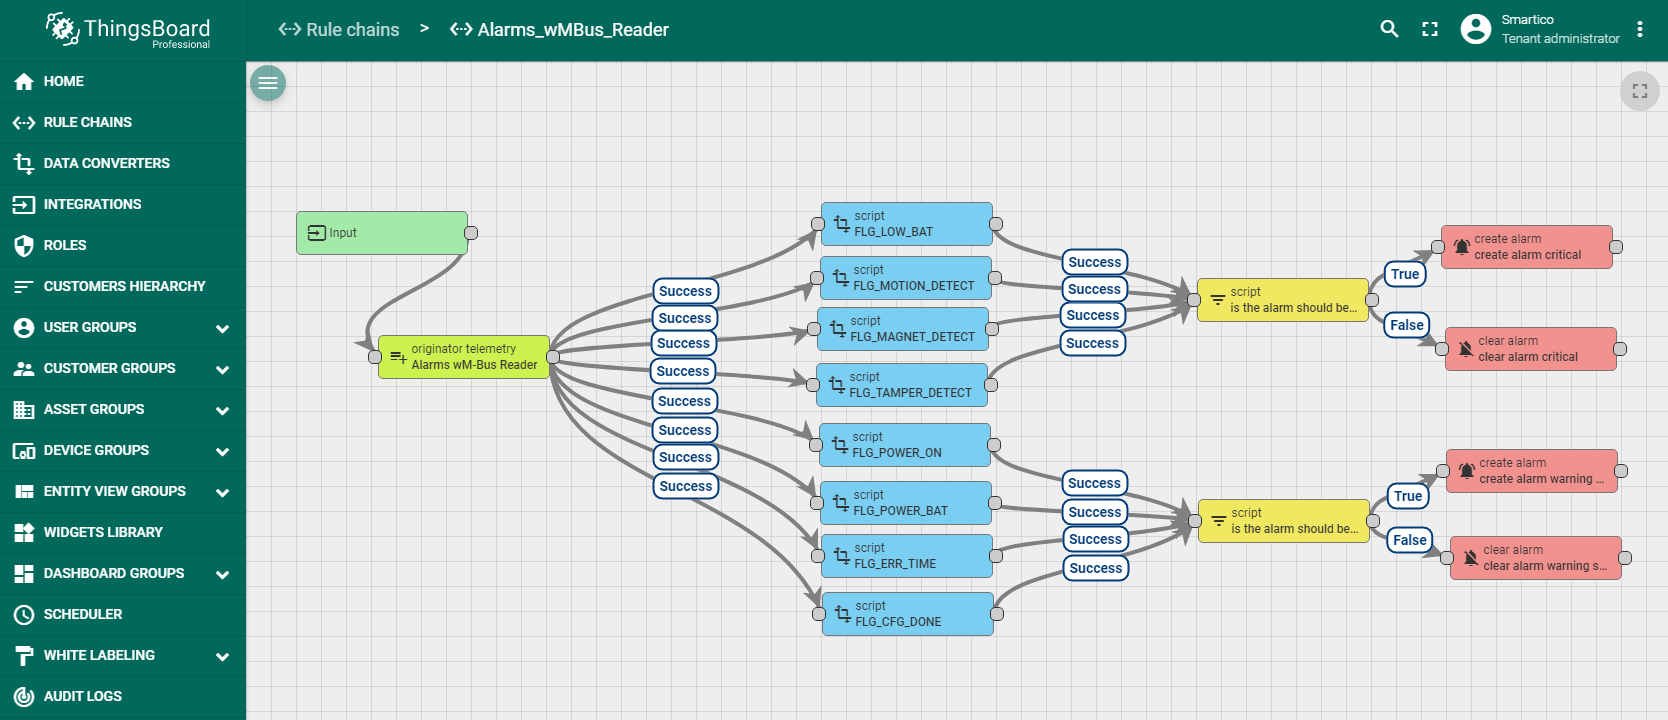 ThingsBoard
Professional
Rule chains > Alarms_wMBus_Reader
Smartico
Tenant administrator
HOME
RULE CHAINS
DATA CONVERTERS
INTEGRATIONS
ROLES
CUSTOMERS HIERARCHY
USER GROUPS
CUSTOMER GROUPS
ASSET GROUPS
DEVICE GROUPS
ENTITY VIEW GROUPS
WIDGETS LIBRARY
DASHBOARD GROUPS
SCHEDULER
WHITE LABELING
AUDIT LOGS
Input
originator telemetry
Alarms wM-Bus Reader
Success
Success
Success
Success
Success
Success
Success
Success
script
FLG_LOW_BAT
script
FLG_MOTION_DETECT
script
FLG_MAGNET_DETECT
script
FLG_TAMPER_DETECT
script
FLG_POWER_ON
script
FLG_POWER_BAT
script
FLG_ERR_TIME
script
FLG_CFG_DONE
Success
Success
Success
Success
Success
Success
Success
Success
script
is the alarm should be...
script
is the alarm should be...
True
False
True
False
create alarm
create alarm critical
clear alarm
clear alarm critical
create alarm
create alarm warning ...
clear alarm
clear alarm warning s...